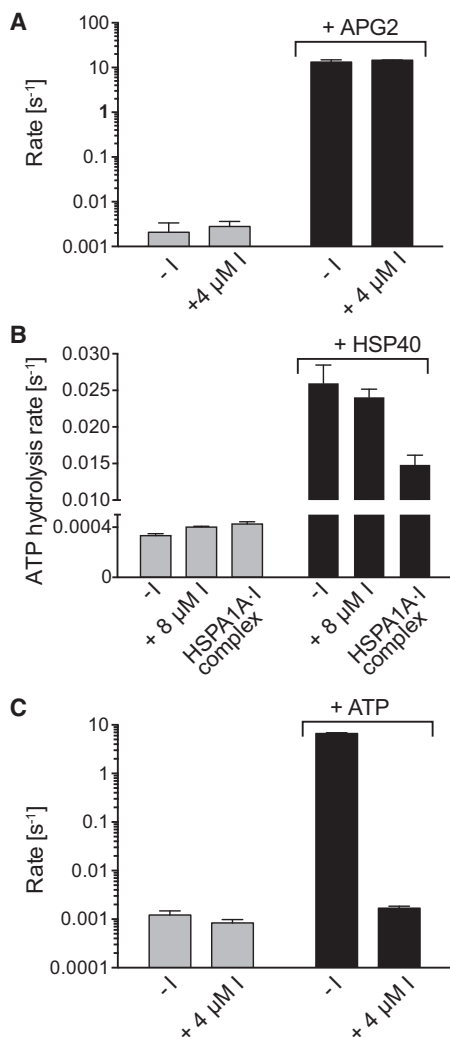 A
+ APG2
Rate [s-1]
100
10
1
0.1
0.01
0.001
- I
+4 µM I
- I
+ 4 µM I
B
+ HSP40
ATP hydrolysis rate [s-1]
0.030
0.025
0.020
0.015
0.010
0.0004
0
- I
+ 8 µM I
HSPA1A·I
complex
- I
+ 8 µM I
HSPA1A·I
complex
C
+ ATP
Rate [s-1]
10
1
0.1
0.01
0.001
0.0001
- I
+ 4 µM I
- I
+ 4 µM I